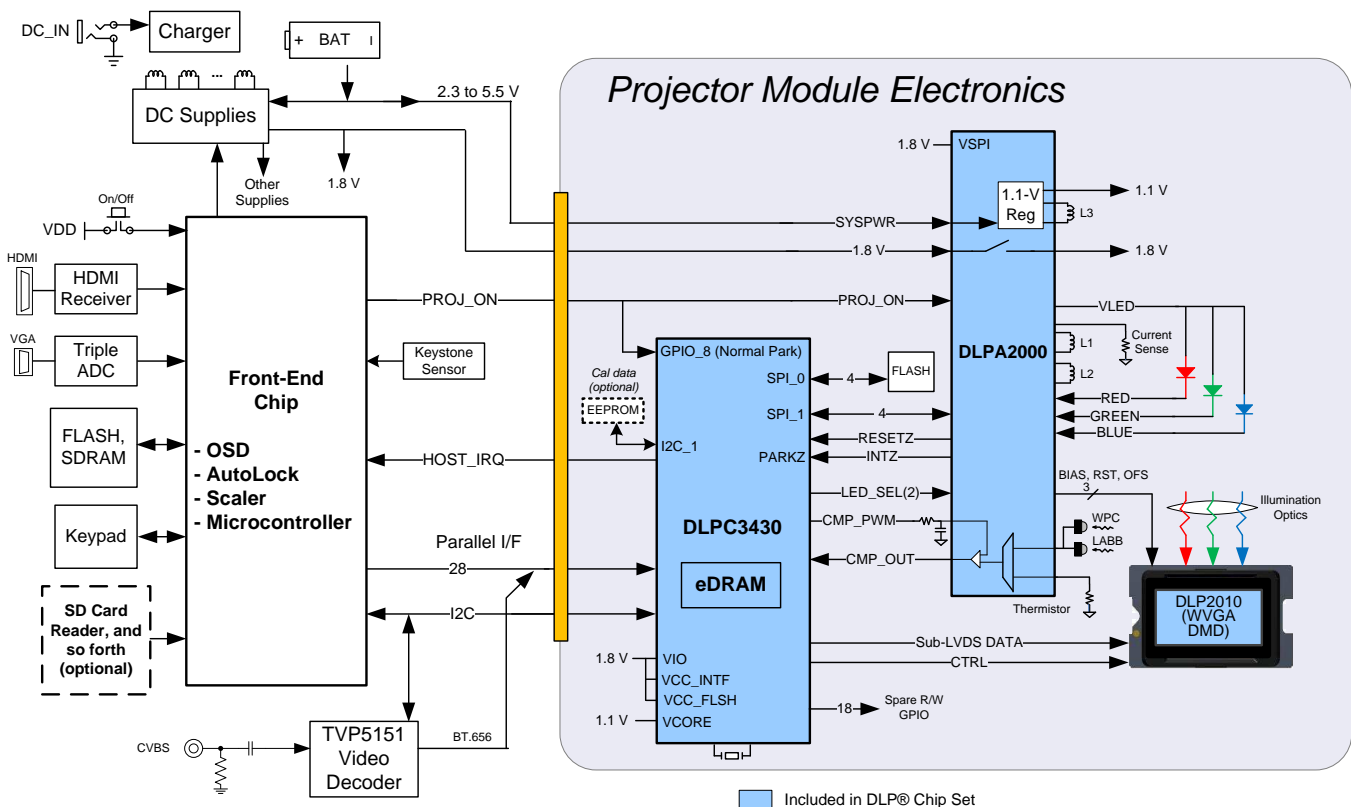 DC_IN
Charger
+ BAT I
DC Supplies
...
2.3 to 5.5 V
Other
Supplies
1.8 V
On/Off
VDD
HDMI
HDMI
Receiver
VGA
Triple
ADC
FLASH,
SDRAM
Keypad
SD Card
Reader, and
so forth
(optional)
Front-End
Chip
- OSD
- AutoLock
- Scaler
- Microcontroller
PROJ_ON
Keystone
Sensor
HOST_IRQ
Parallel I/F
28
I2C
CVBS
TVP5151
Video
Decoder
BT.656
Projector Module Electronics
SYSPWR
1.8 V
PROJ_ON
Cal data
(optional)
EEPROM
GPIO_8 (Normal Park)
SPI_0
4
FLASH
SPI_1
4
I2C_1
RESETZ
PARKZ
INTZ
LED_SEL(2)
DLPC3430
CMP_PWM
CMP_OUT
eDRAM
1.8 V
VIO
VCC_INTF
VCC_FLSH
1.1 V
VCORE
Sub-LVDS DATA
CTRL
18
Spare R/W
GPIO
1.8 V
VSPI
1.1-V
Reg
1.1 V
L3
1.8 V
DLPA2000
VLED
Current
Sense
L1
L2
RED
GREEN
BLUE
BIAS, RST, OFS
3
WPC
LABB
Thermistor
Illumination
Optics
DLP2010
(WVGA
DMD)
Included in DLP® Chip Set